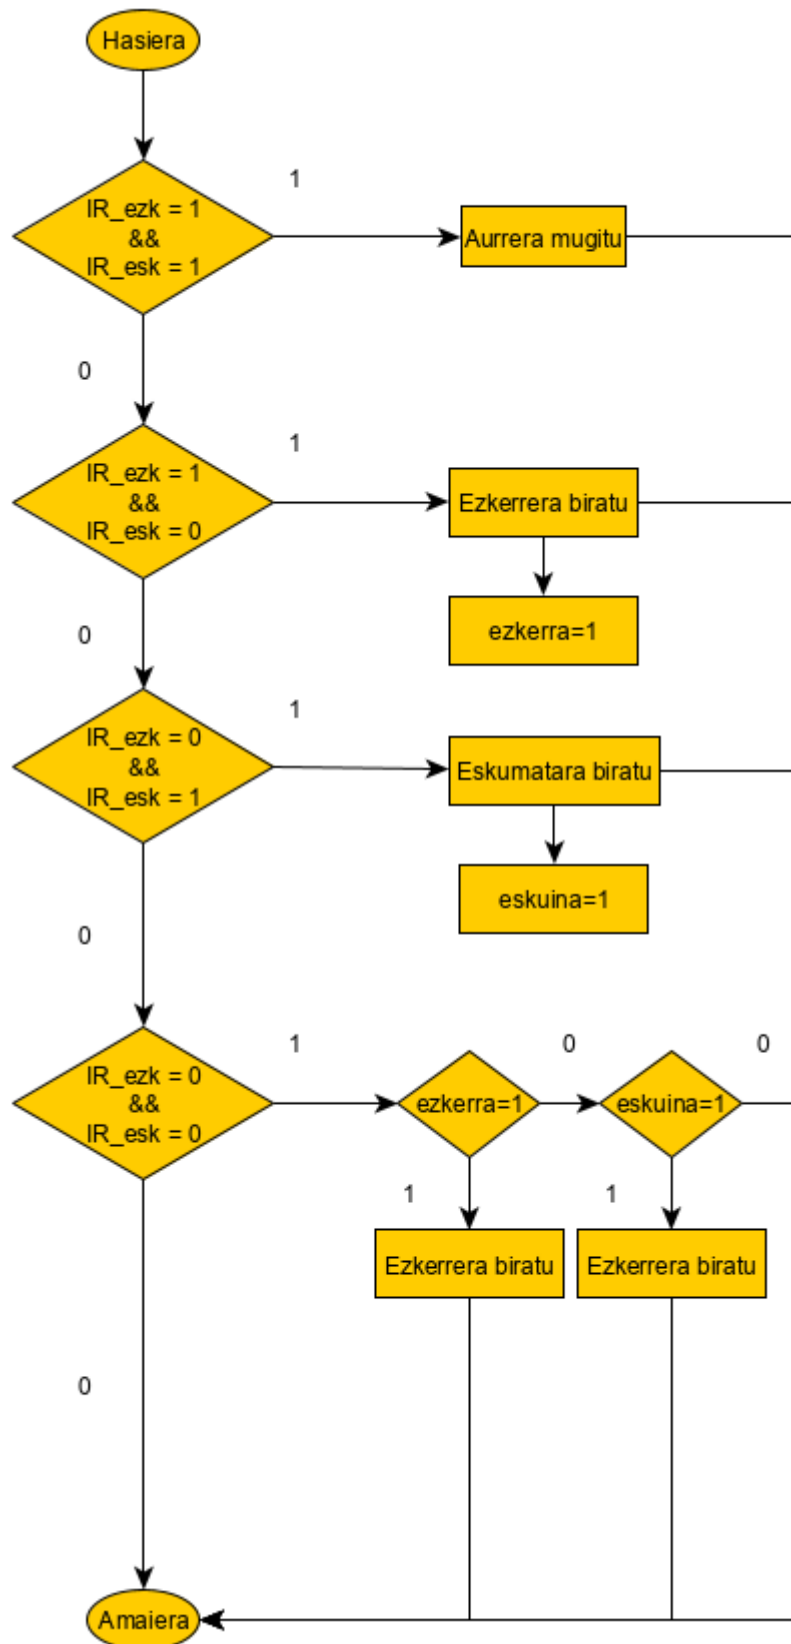 Hasiera
1
IR_ezk = 1
&&
IR_esk = 1
Aurrera mugitu
0
1
IR_ezk = 1
&&
IR_esk = 0
Ezkerrera biratu
0
ezkerra=1
1
IR_ezk = 0
&&
IR_esk = 1
Eskumatara biratu
eskuina=1
0
1
0
0
IR_ezk = 0
&&
IR_esk = 0
ezkerra=1
eskuina=1
1
1
Ezkerrera biratu
Ezkerrera biratu
0
Amaiera